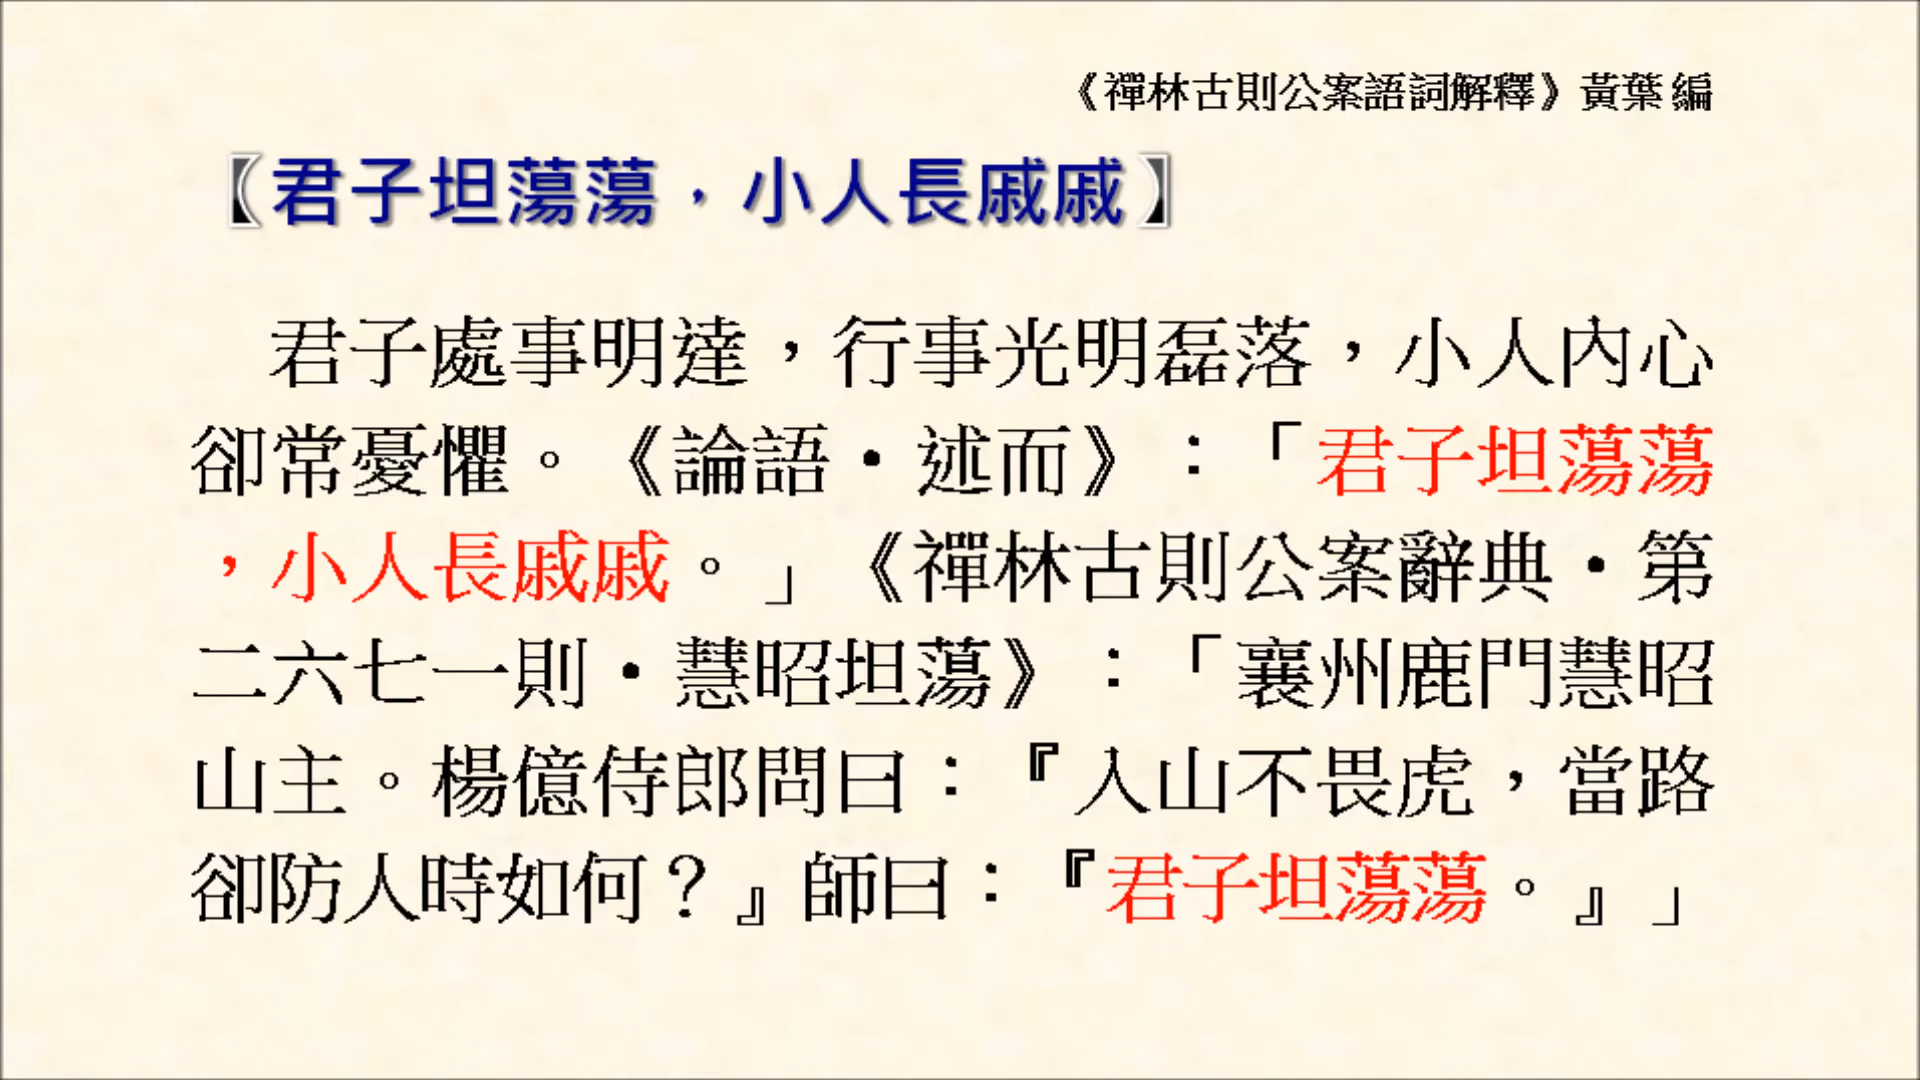 《禪林古則公案語詞解釋》黃葉 編
〖君子坦蕩蕩，小人長戚戚〗
君子處事明達，行事光明磊落，小人內心
卻常憂懼。《論語‧述而》：「君子坦蕩蕩
，小人長戚戚。」《禪林古則公案辭典‧第
二六七一則‧慧昭坦蕩》：「襄州鹿門慧昭
山主。楊億侍郎問曰：『入山不畏虎，當路
卻防人時如何？』師曰：『君子坦蕩蕩。』」